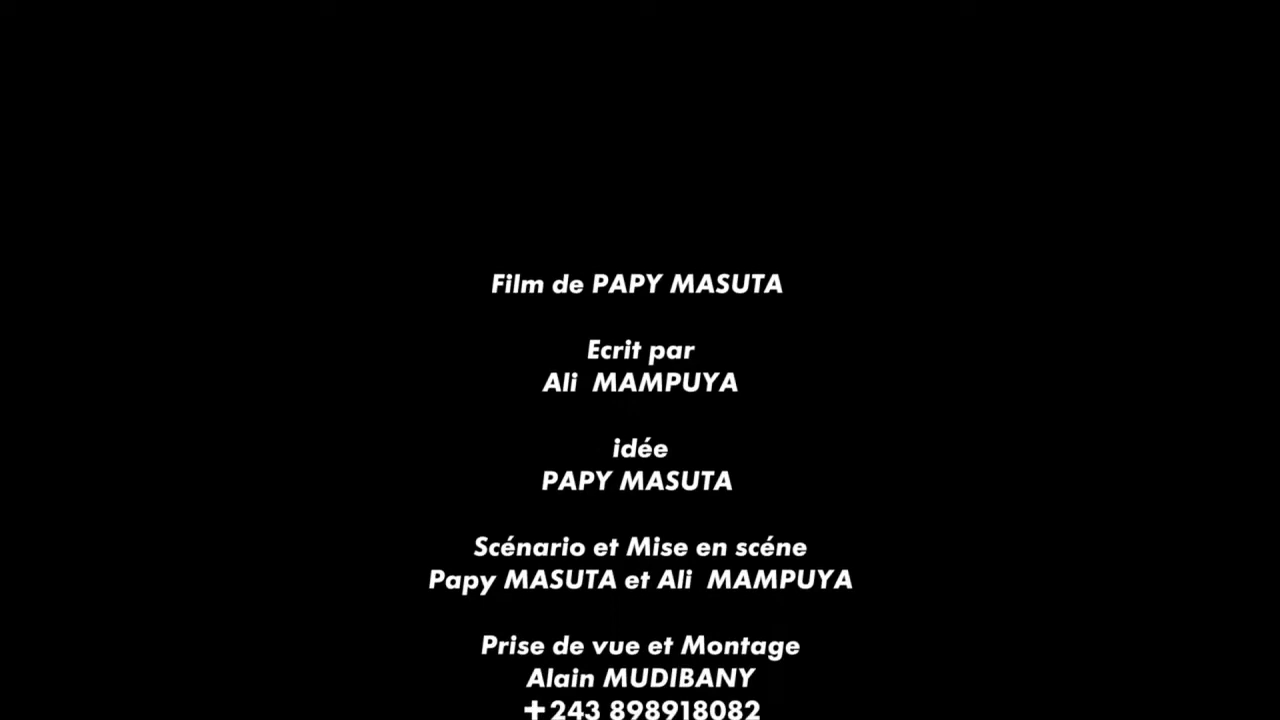 Film de PAPY MASUTA
Ecrit par
Ali MAMPUYA
idée
PAPY MASUTA
Scénario et Mise en scéne
Papy MASUTA et Ali MAMPUYA
Prise de vue et Montage
Alain MUDIBANY
+243 898918082